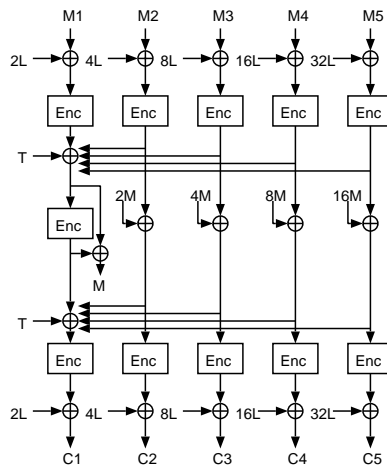 M1 M2 M3 M4 M5
2L 4L 8L 16L 32L
Enc Enc Enc Enc Enc
T
2M 4M 8M 16M
Enc
M
T
Enc Enc Enc Enc Enc
2L 4L 8L 16L 32L
C1 C2 C3 C4 C5